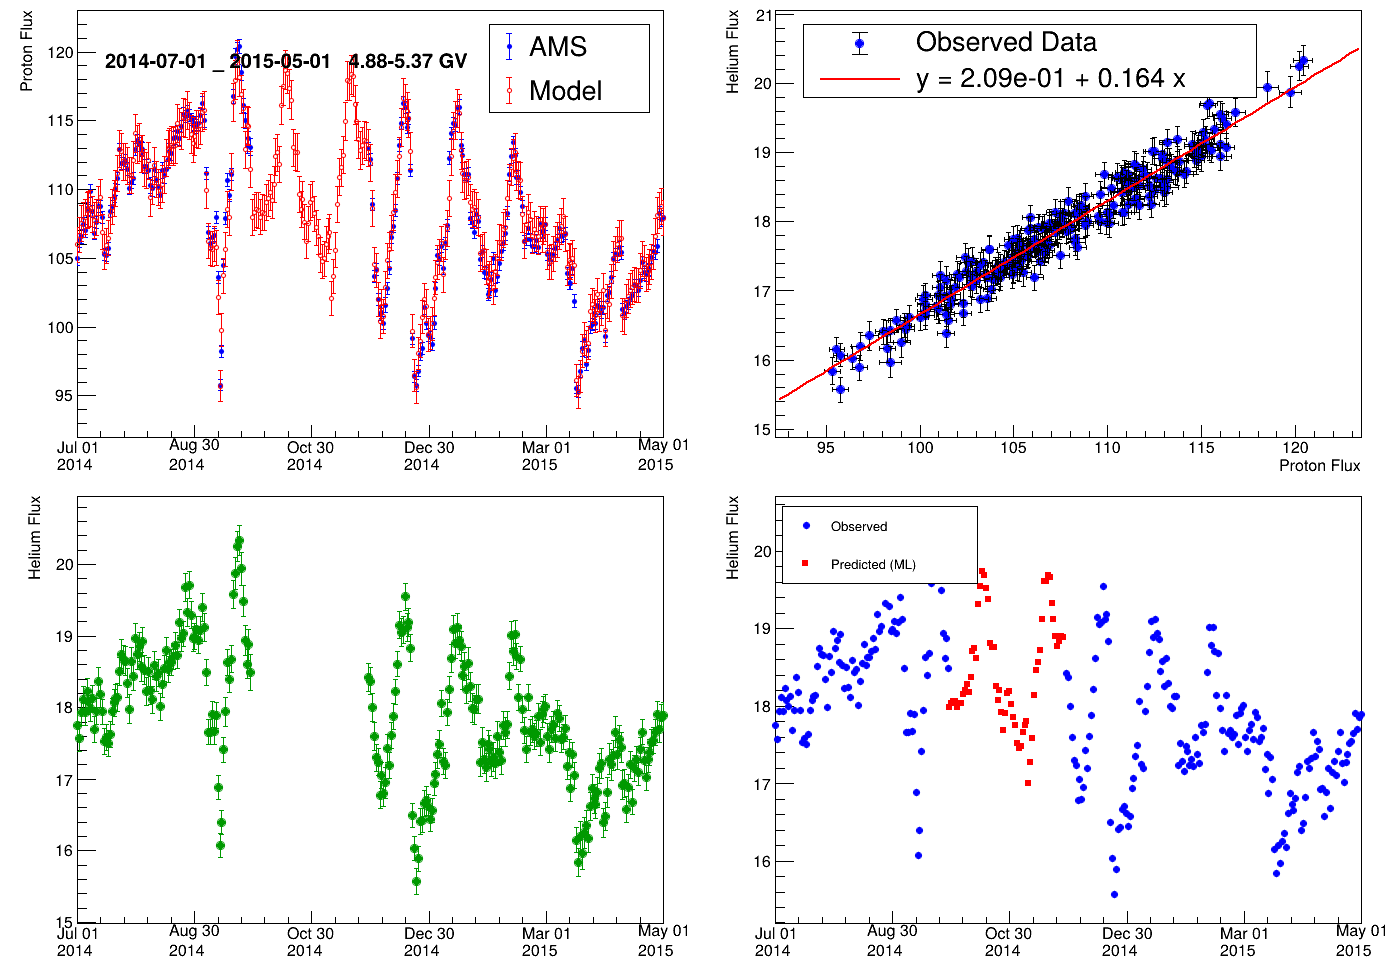 Proton Flux
120
115
110
105
100
95
2014-07-01 _ 2015-05-01 4.88-5.37 GV
AMS
Model
Jul 01
2014
Aug 30
2014
Oct 30
2014
Dec 30
2014
Mar 01
2015
May 01
2015
Helium Flux
21
20
19
18
17
16
15
Observed Data
y = 2.09e-01 + 0.164 x
95
100
105
110
115
120
Proton Flux
Helium Flux
20
19
18
17
16
15
Jul 01
2014
Aug 30
2014
Oct 30
2014
Dec 30
2014
Mar 01
2015
May 01
2015
Helium Flux
20
19
18
17
16
Observed
Predicted (ML)
Jul 01
2014
Aug 30
2014
Oct 30
2014
Dec 30
2014
Mar 01
2015
May 01
2015